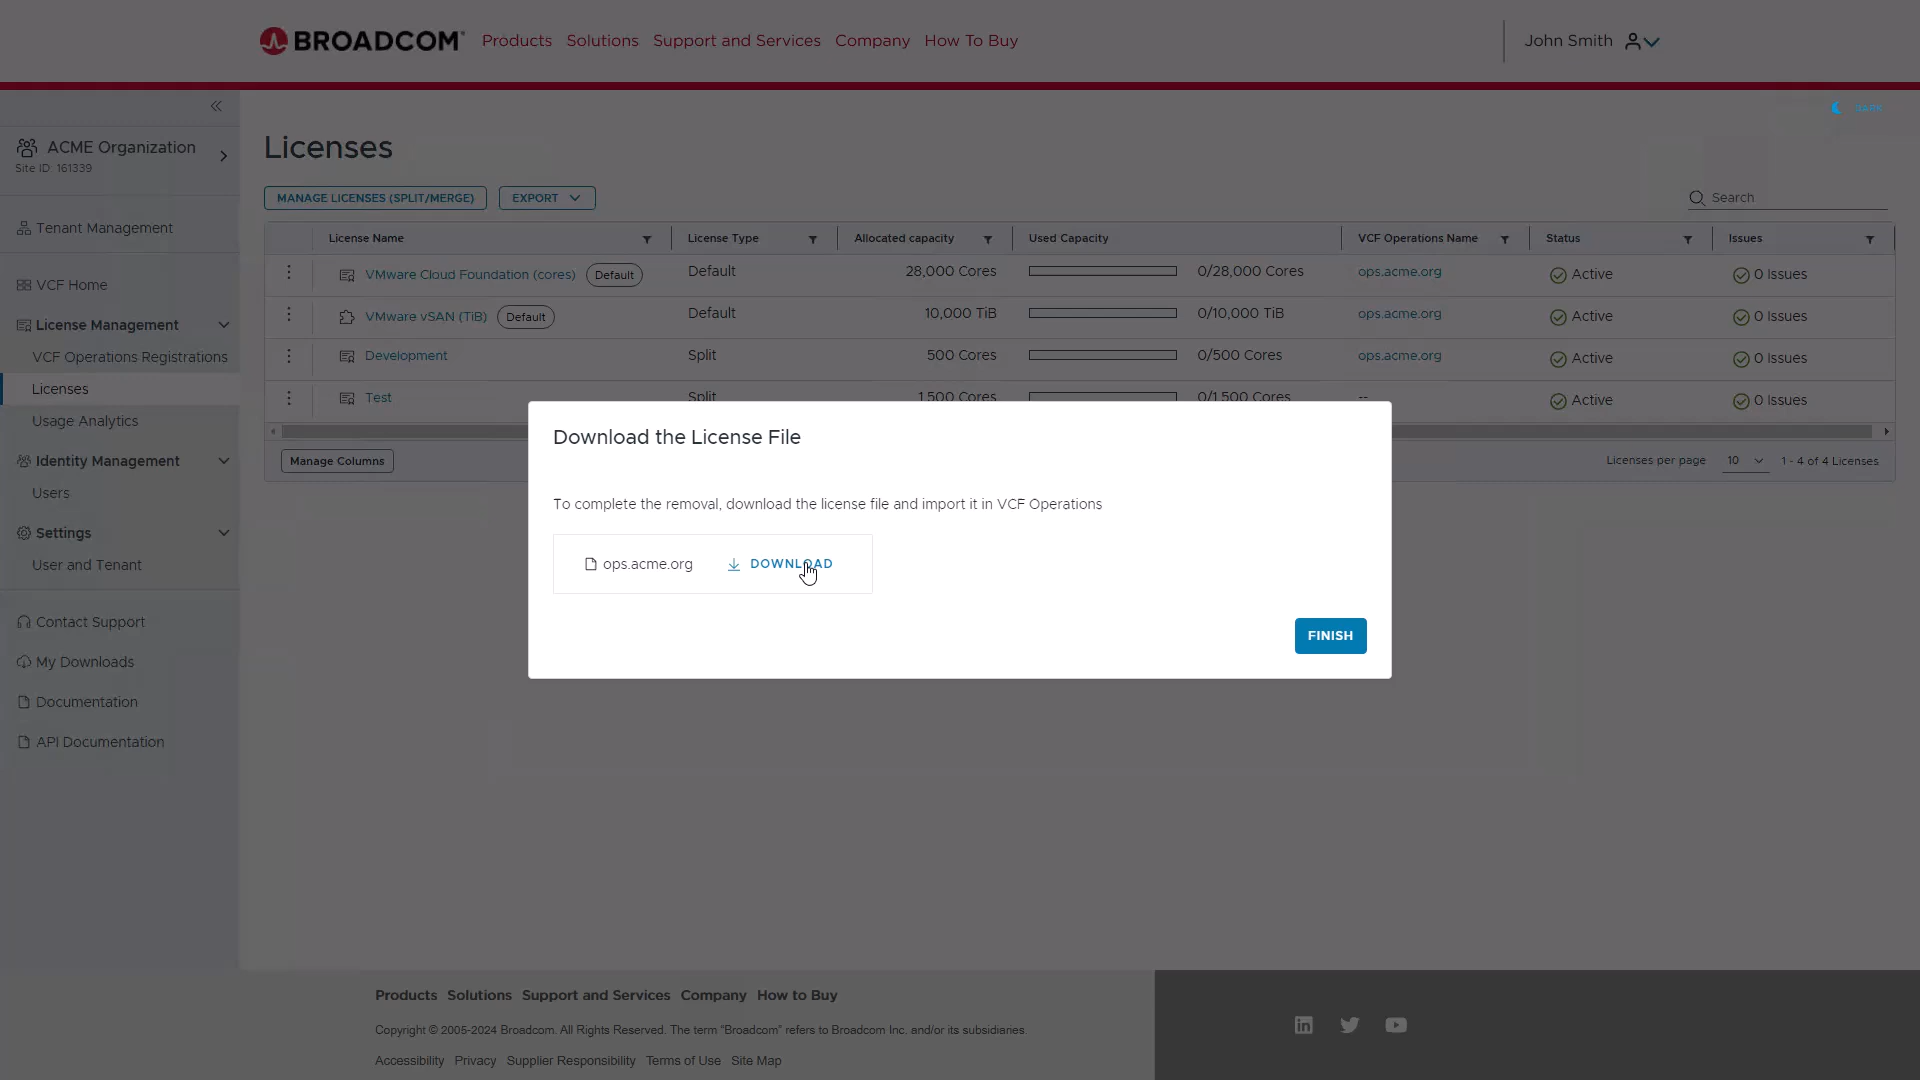 BROADCOM
Products Solutions Support and Services Company How To Buy
John Smith
ACME Organization
Site ID: 161339
Tenant Management
VCF Home
License Management
VCF Operations Registrations
Licenses
Usage Analytics
Identity Management
Users
Settings
User and Tenant
Contact Support
My Downloads
Documentation
API Documentation
Licenses
MANAGE LICENSES (SPLIT/MERGE) EXPORT
Search
License Name License Type Allocated capacity Used Capacity VCF Operations Name Status Issues
VMware Cloud Foundation (cores) Default Default 28,000 Cores 0/28,000 Cores ops.acme.org Active 0 Issues
VMware vSAN (TiB) Default Default 10,000 TiB 0/10,000 TiB ops.acme.org Active 0 Issues
Development Split 500 Cores 0/500 Cores ops.acme.org Active 0 Issues
Test Split 1,500 Cores 0/1,500 Cores -- Active 0 Issues
Manage Columns
Licenses per page 10 1 - 4 of 4 Licenses
Download the License File
To complete the removal, download the license file and import it in VCF Operations
ops.acme.org DOWNLOAD
FINISH
Products Solutions Support and Services Company How to Buy
Copyright © 2005-2024 Broadcom. All Rights Reserved. The term “Broadcom” refers to Broadcom Inc. and/or its subsidiaries.
Accessibility Privacy Supplier Responsibility Terms of Use Site Map